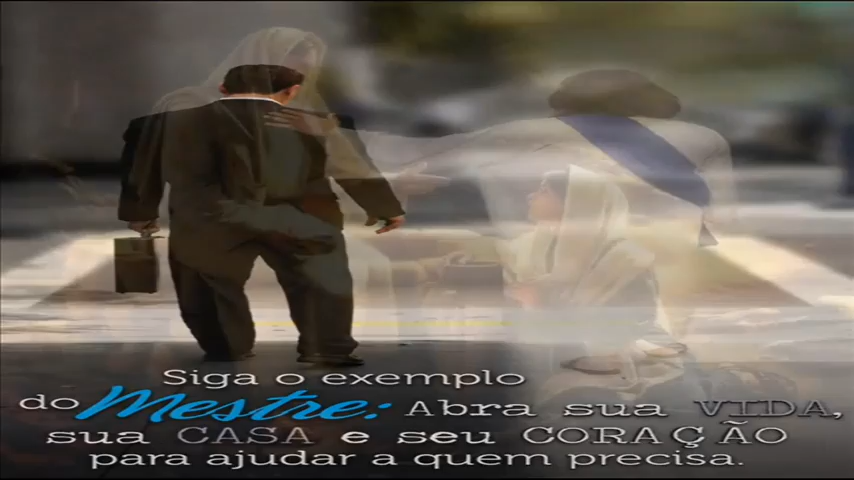 Siga o exemplo
do Mestre: Abra sua VIDA,
sua CASA e seu CORAÇÃO
para ajudar a quem precisa.